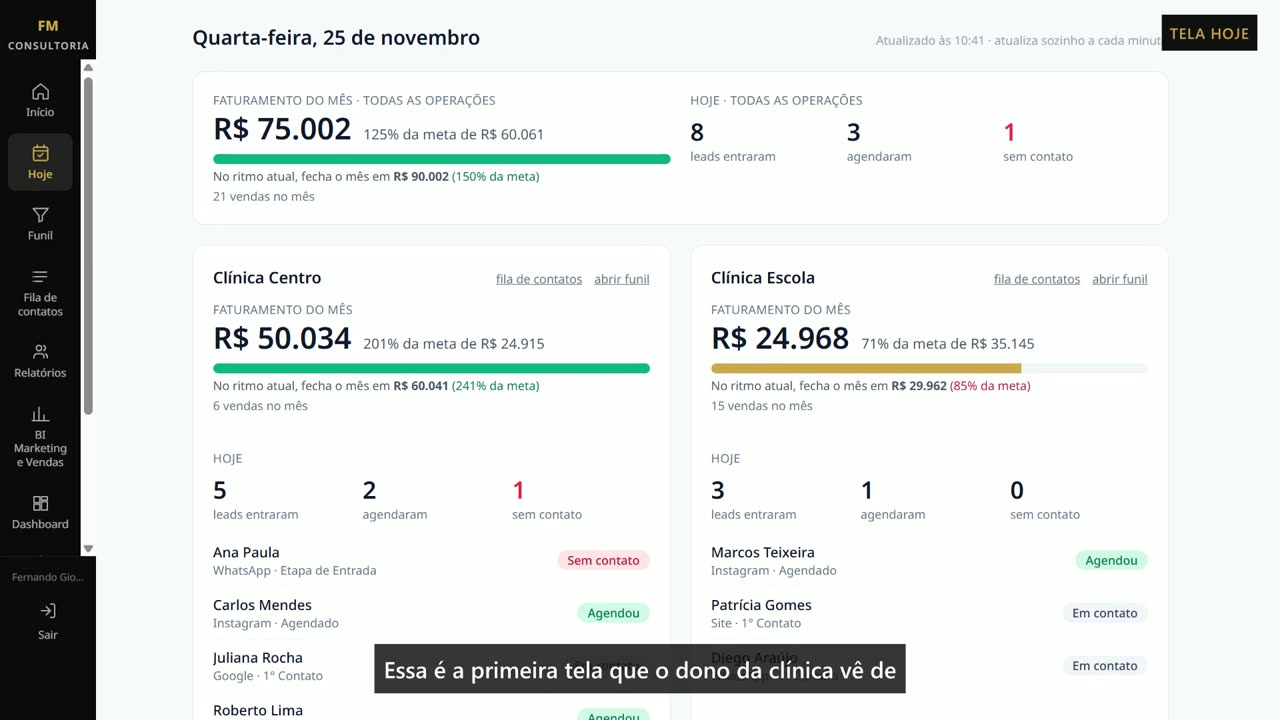 FM
CONSULTORIA
Início
Hoje
Funil
Fila de
contatos
Relatórios
BI
Marketing
e Vendas
Dashboard
Fernando Gio...
Sair
Quarta-feira, 25 de novembro
Atualizado às 10:41 · atualiza sozinho a cada minut
TELA HOJE
FATURAMENTO DO MÊS · TODAS AS OPERAÇÕES
R$ 75.002 125% da meta de R$ 60.061
No ritmo atual, fecha o mês em R$ 90.002 (150% da meta)
21 vendas no mês
HOJE · TODAS AS OPERAÇÕES
8 3 1
leads entraram agendaram sem contato
Clínica Centro fila de contatos abrir funil
FATURAMENTO DO MÊS
R$ 50.034 201% da meta de R$ 24.915
No ritmo atual, fecha o mês em R$ 60.041 (241% da meta)
6 vendas no mês
HOJE
5 2 1
leads entraram agendaram sem contato
Ana Paula Sem contato
WhatsApp · Etapa de Entrada
Carlos Mendes Agendou
Instagram · Agendado
Juliana Rocha
Google · 1º Contato
Roberto Lima Agendou
Clínica Escola fila de contatos abrir funil
FATURAMENTO DO MÊS
R$ 24.968 71% da meta de R$ 35.145
No ritmo atual, fecha o mês em R$ 29.962 (85% da meta)
15 vendas no mês
HOJE
3 1 0
leads entraram agendaram sem contato
Marcos Teixeira Agendou
Instagram · Agendado
Patrícia Gomes Em contato
Site · 1º Contato
Diego Araújo Em contato
Essa é a primeira tela que o dono da clínica vê de